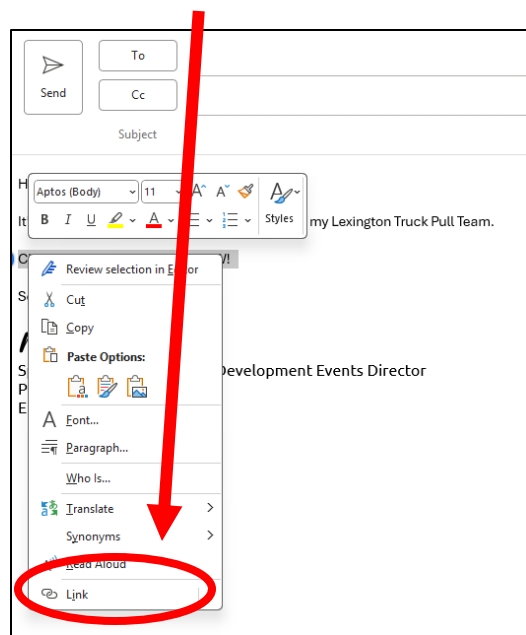 To
Send
Cc
Subject
H
Aptos (Body) 11 A A
B I U A Styles
It my Lexington Truck Pull Team.
C !
Review selection in Editor
S
Cut
Copy
Paste Options:
S Development Events Director
P
E
Font...
Paragraph...
Who Is...
Translate
Synonyms
Read Aloud
Link